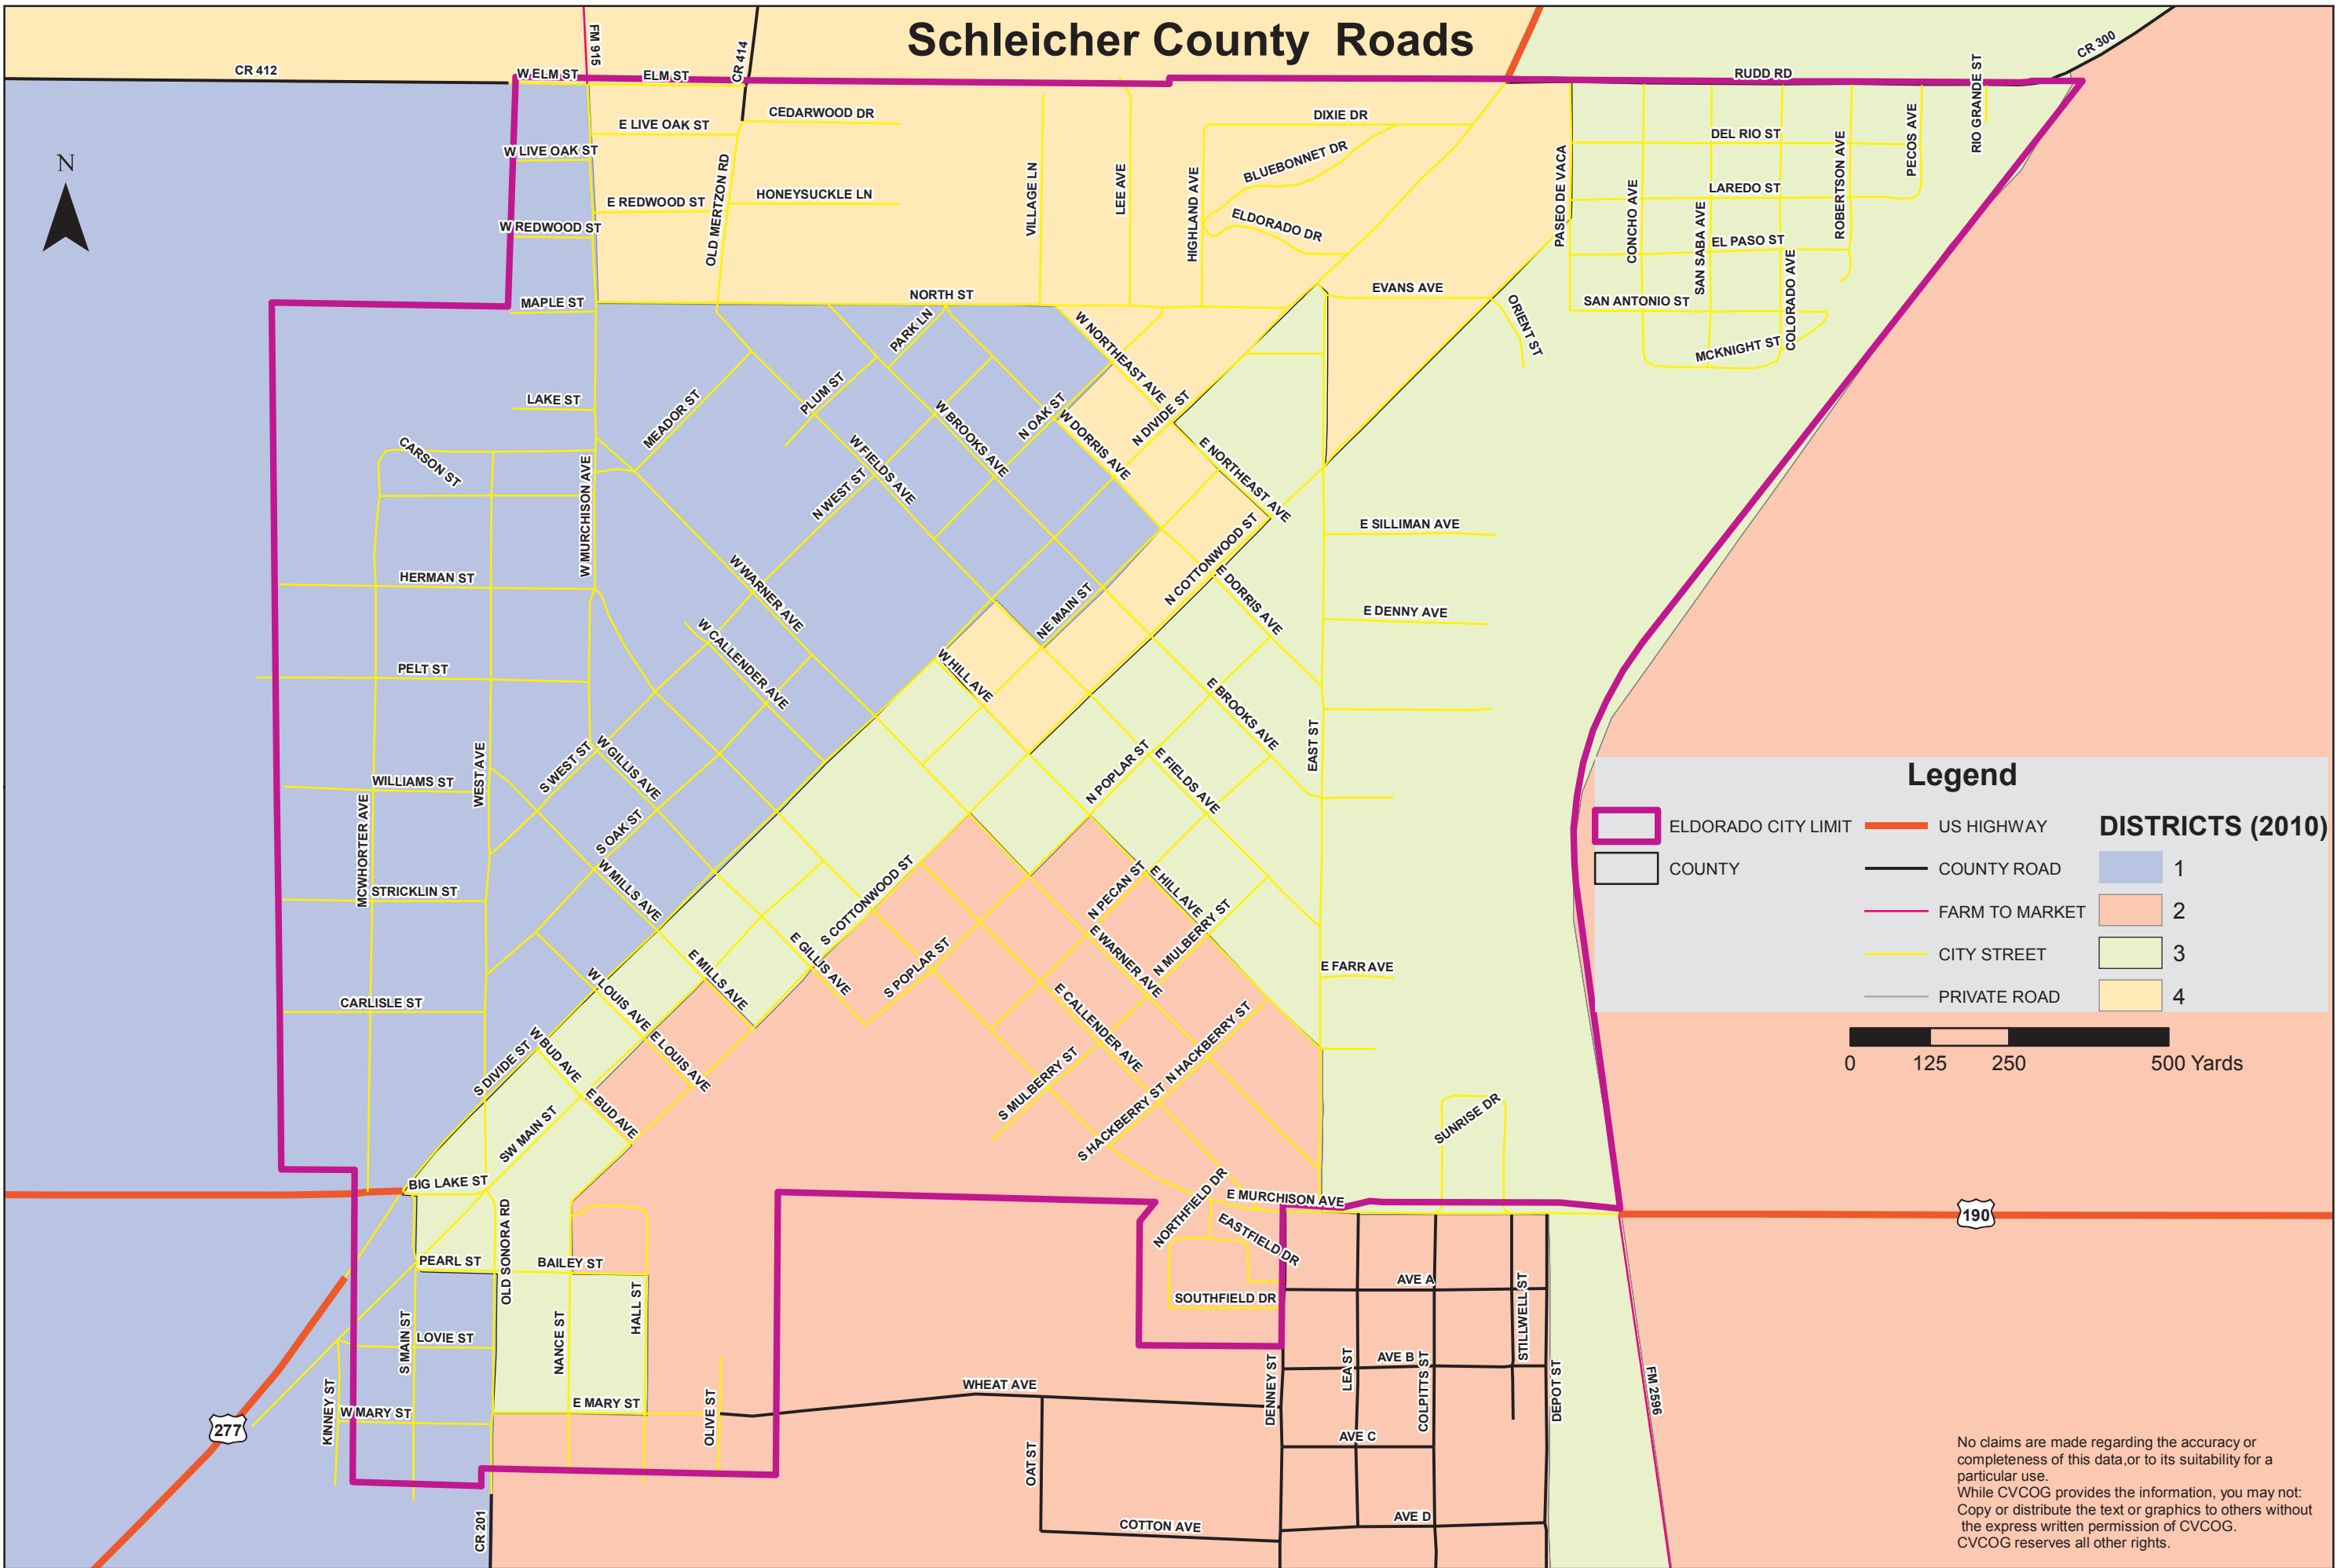 Schleicher County Roads
CR 412
FM 915
CR 414
CR 300
W ELM ST
ELM ST
RUDD RD
RIO GRANDE ST
CEDARWOOD DR
DIXIE DR
E LIVE OAK ST
W LIVE OAK ST
DEL RIO ST
PECOS AVE
ROBERTSON AVE
BLUEBONNET DR
N
OLD MERTZON RD
HONEYSUCKLE LN
VILLAGE LN
LEE AVE
HIGHLAND AVE
PASEO DE VACA
LAREDO ST
CONCHO AVE
SAN SABA AVE
E REDWOOD ST
W REDWOOD ST
ELDORADO DR
EL PASO ST
COLORADO AVE
MAPLE ST
NORTH ST
EVANS AVE
ORIENT ST
SAN ANTONIO ST
MCKNIGHT ST
PARK LN
W NORTHEAST AVE
LAKE ST
MEADOR ST
PLUM ST
W BROOKS AVE
N OAK ST
W DORRIS AVE
N DIVIDE ST
CARSON ST
W MURCHISON AVE
W FIELDS AVE
N WEST ST
E NORTHEAST AVE
E SILLIMAN AVE
HERMAN ST
W WARNER AVE
N COTTONWOOD ST
E DORRIS AVE
NE MAIN ST
E DENNY AVE
PELT ST
W CALLENDER AVE
W HILL AVE
E BROOKS AVE
EAST ST
WEST AVE
WILLIAMS ST
S WEST ST
W GILLIS AVE
N POPLAR ST
E FIELDS AVE
MCWHORTER AVE
S OAK ST
STRICKLIN ST
W MILLS AVE
S COTTONWOOD ST
N PECAN ST
E HILL AVE
N MULBERRY ST
E WARNER AVE
E GILLIS AVE
S POPLAR ST
E MILLS AVE
E FARR AVE
CARLISLE ST
W LOUIS AVE
E LOUIS AVE
E CALLENDER AVE
N HACKBERRY ST
S DIVIDE ST
W BUD AVE
E BUD AVE
S MULBERRY ST
S HACKBERRY ST
SW MAIN ST
SUNRISE DR
BIG LAKE ST
OLD SONORA RD
NORTHFIELD DR
E MURCHISON AVE
EASTFIELD DR
190
PEARL ST
BAILEY ST
HALL ST
SOUTHFIELD DR
AVE A
STILLWELL ST
S MAIN ST
LOVIE ST
NANCE ST
AVE B
LEA ST
COLPITTS ST
DEPOT ST
FM 2596
KINNEY ST
W MARY ST
E MARY ST
OLIVE ST
WHEAT AVE
DENNEY ST
277
OAT ST
AVE C
CR 201
COTTON AVE
AVE D
Legend
ELDORADO CITY LIMIT
COUNTY
US HIGHWAY
COUNTY ROAD
FARM TO MARKET
CITY STREET
PRIVATE ROAD
DISTRICTS (2010)
1
2
3
4
0 125 250 500 Yards
No claims are made regarding the accuracy or
completeness of this data,or to its suitability for a
particular use.
While CVCOG provides the information, you may not:
Copy or distribute the text or graphics to others without
the express written permission of CVCOG.
CVCOG reserves all other rights.